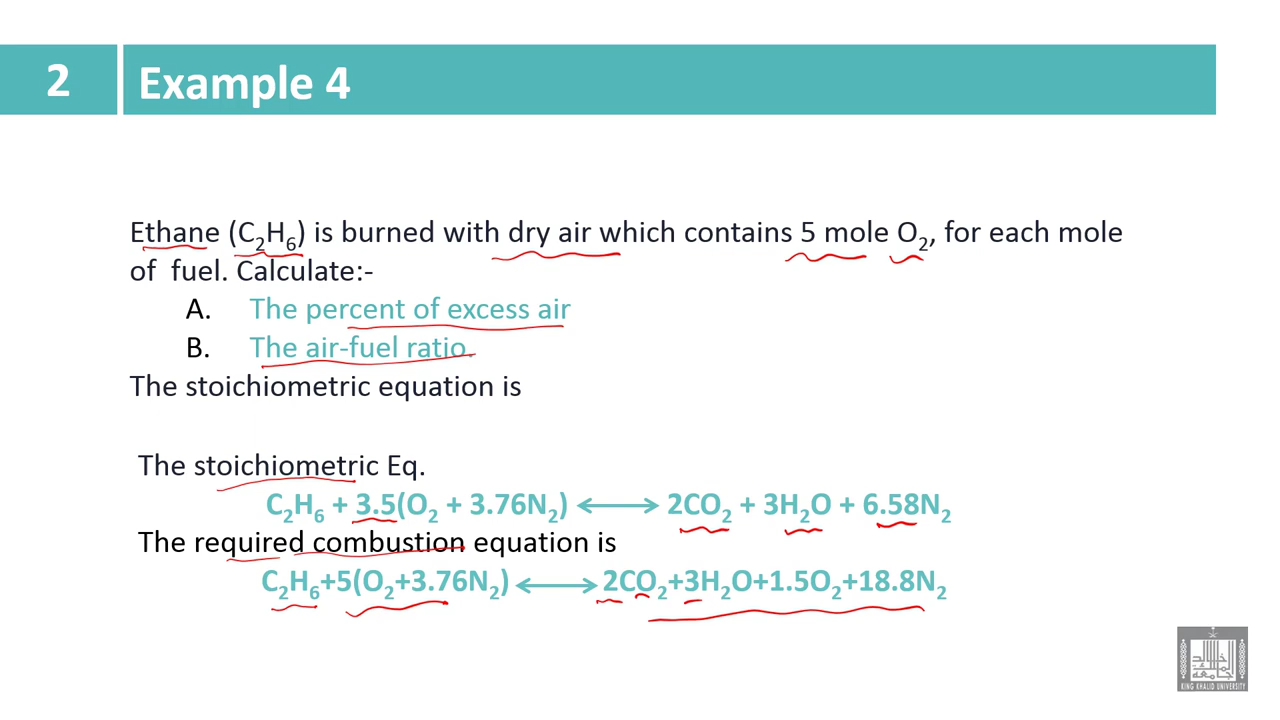 2
Example 4
Ethane (C₂H₆) is burned with dry air which contains 5 mole O₂, for each mole
of fuel. Calculate:-
A. The percent of excess air
B. The air-fuel ratio.
The stoichiometric equation is
The stoichiometric Eq.
C₂H₆ + 3.5(O₂ + 3.76N₂) ⟷ 2CO₂ + 3H₂O + 6.58N₂
The required combustion equation is
C₂H₆+5(O₂+3.76N₂) ⟷ 2CO₂+3H₂O+1.5O₂+18.8N₂
KING KHALID UNIVERSITY